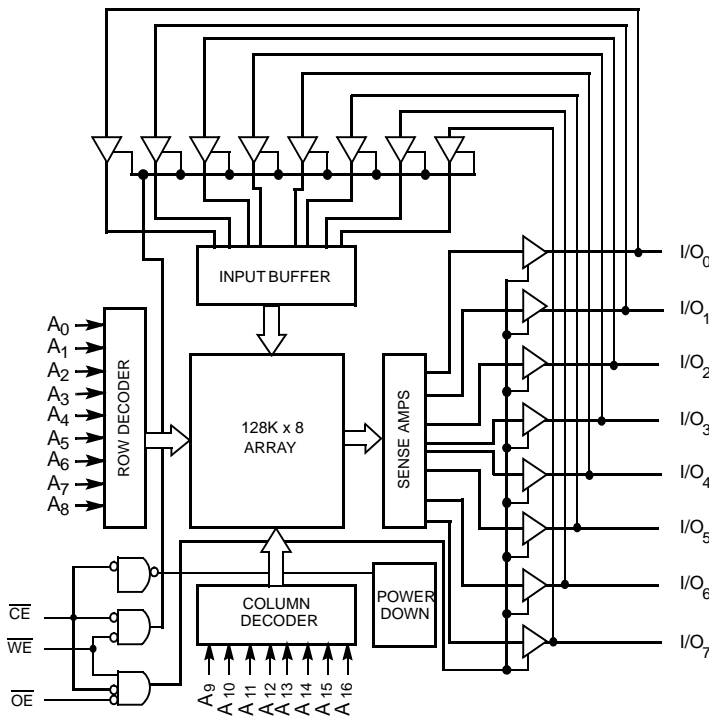 INPUT BUFFER
I/O0
I/O1
I/O2
I/O3
I/O4
I/O5
I/O6
I/O7
A0
A1
A2
A3
A4
A5
A6
A7
A8
ROW DECODER
128K x 8
ARRAY
SENSE AMPS
COLUMN
DECODER
POWER
DOWN
CE
WE
OE
A9
A10
A11
A12
A13
A14
A15
A16